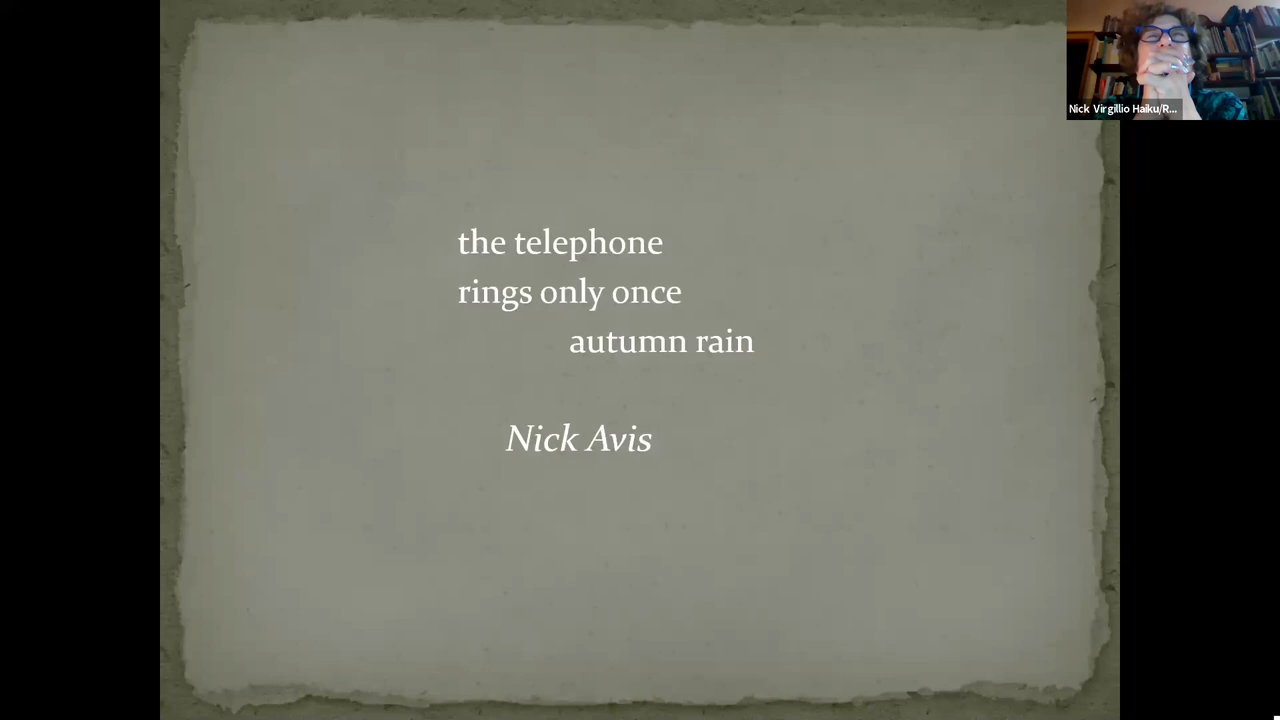 the telephone
rings only once
autumn rain
Nick Avis
Nick Virgillio Haiku/R...